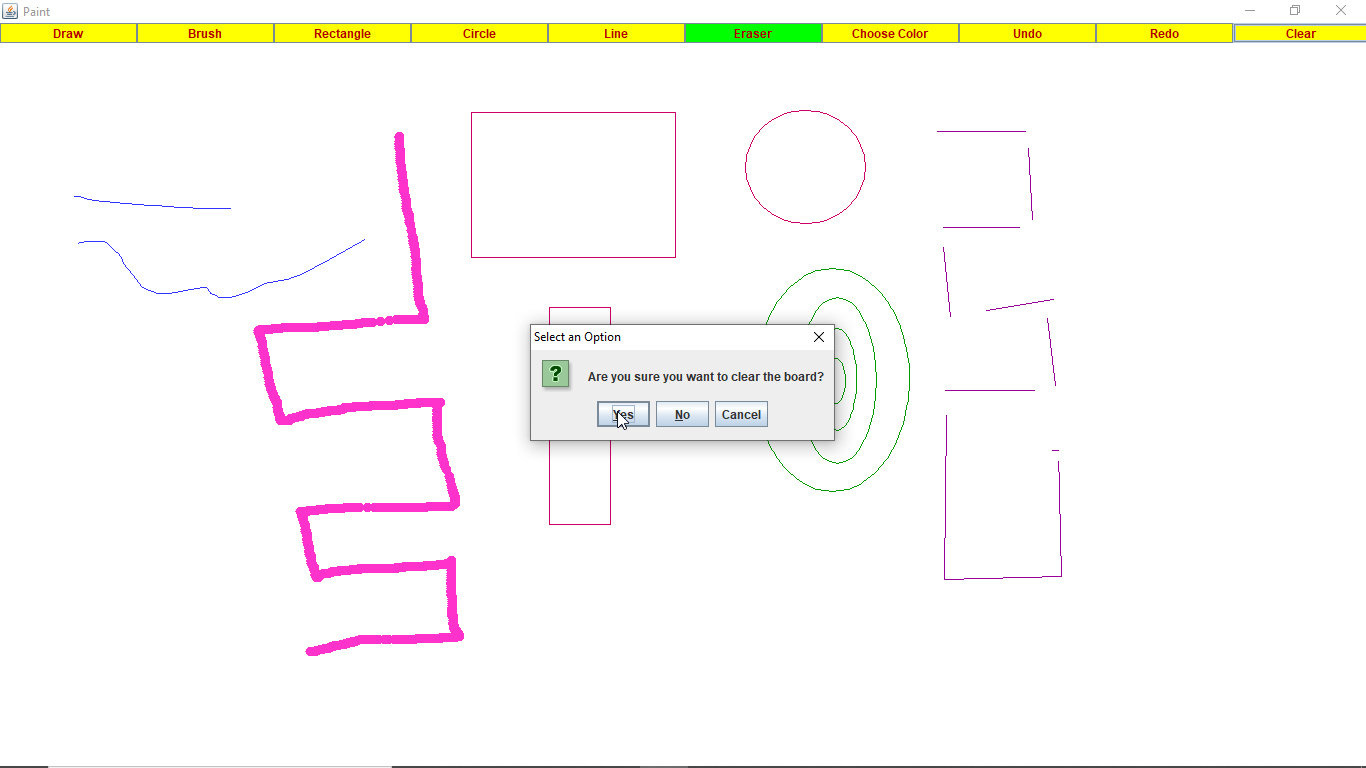 Paint
Draw Brush Rectangle Circle Line Eraser Choose Color Undo Redo Clear
Select an Option
? Are you sure you want to clear the board?
Yes No Cancel